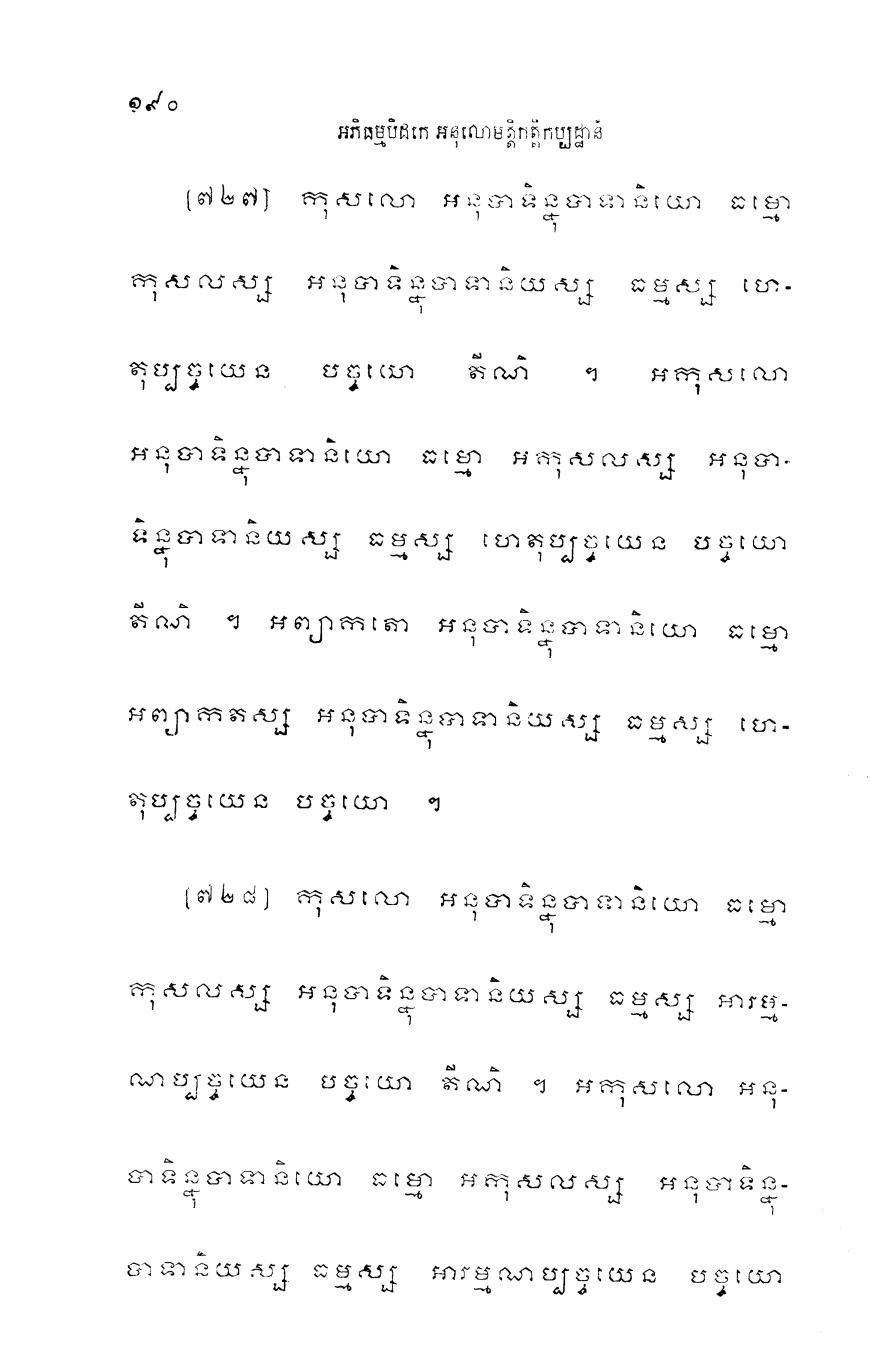 ១៩០
អភិធម្មបិដកេ អនុលោមត្តិកត្តិកប្បដ្ឋានំ
[៧២៧] កុសលោ អនុបាទិន្នុបាទានិយោ ធម្មោ
កុសលស្ស អនុបាទិន្នុបាទានិយស្ស ធម្មស្ស ហេ-
តុប្បច្ចយេន បច្ចយោ តីណិ ។ អកុសលោ
អនុបាទិន្នុបាទានិយោ ធម្មោ អកុសលស្ស អនុបា-
ទិន្នុបាទានិយស្ស ធម្មស្ស ហេតុប្បច្ចយេន បច្ចយោ
តីណិ ។ អព្យាកតោ អនុបាទិន្នុបាទានិយោ ធម្មោ
អព្យាកតស្ស អនុបាទិន្នុបាទានិយស្ស ធម្មស្ស ហេ-
តុប្បច្ចយេន បច្ចយោ ។
[៧២៨] កុសលោ អនុបាទិន្នុបាទានិយោ ធម្មោ
កុសលស្ស អនុបាទិន្នុបាទានិយស្ស ធម្មស្ស អារម្ម-
ណប្បច្ចយេន បច្ចយោ តីណិ ។ អកុសលោ អនុ-
បាទិន្នុបាទានិយោ ធម្មោ អកុសលស្ស អនុបាទិន្នុ-
បាទានិយស្ស ធម្មស្ស អារម្មណប្បច្ចយេន បច្ចយោ